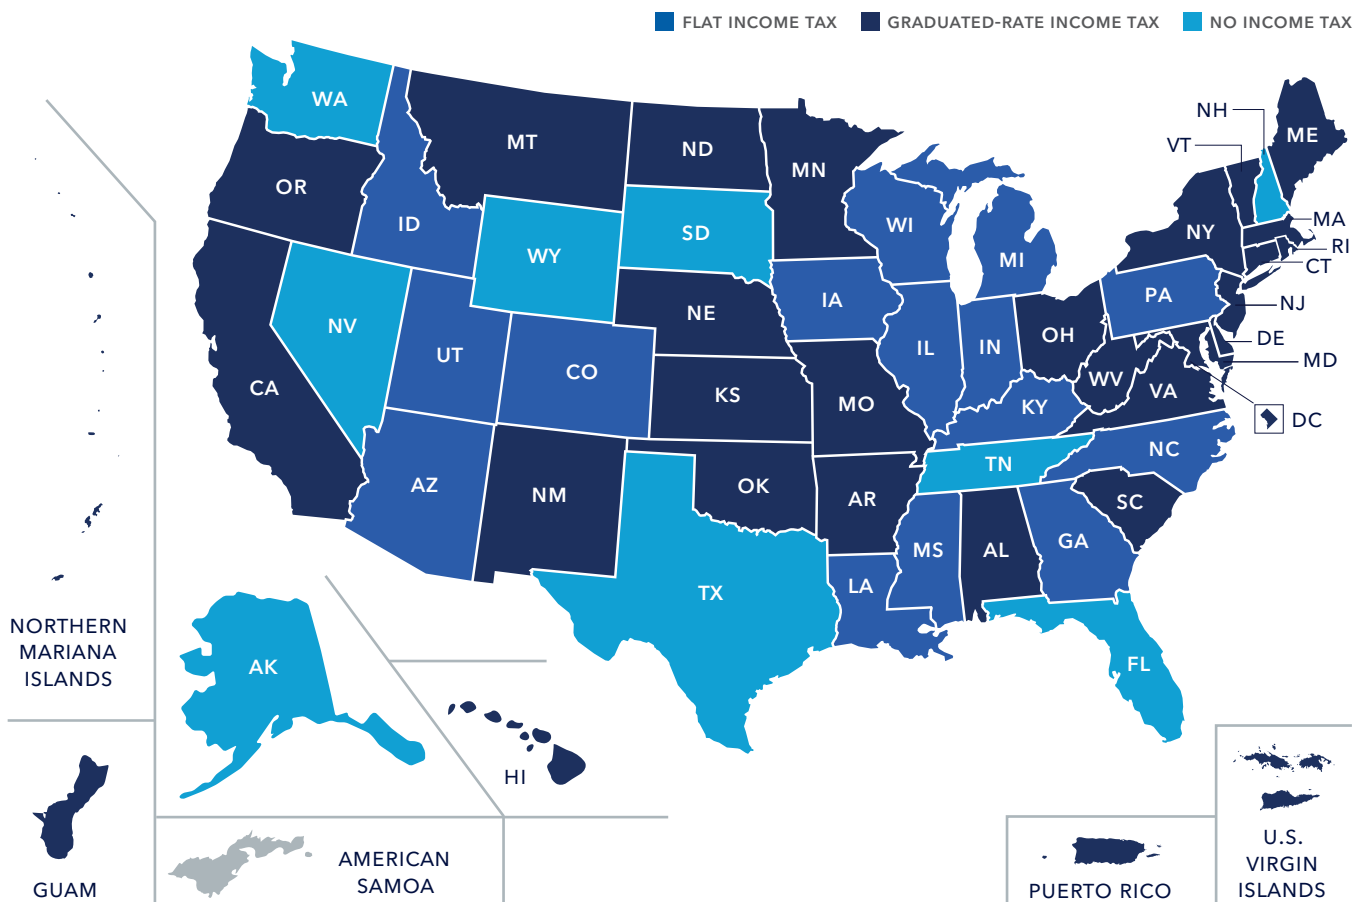 FLAT INCOME TAX
GRADUATED-RATE INCOME TAX
NO INCOME TAX
WA
MT
ND
MN
OR
ID
SD
WY
WI
MI
NY
NH
VT
ME
MA
RI
CT
NJ
DE
MD
DC
PA
NE
IA
NV
UT
CO
CA
KS
MO
IL
IN
OH
WV
VA
KY
NC
TN
AZ
NM
OK
AR
SC
MS
AL
GA
LA
TX
FL
NORTHERN
MARIANA
ISLANDS
AK
HI
GUAM
AMERICAN
SAMOA
PUERTO RICO
U.S.
VIRGIN
ISLANDS